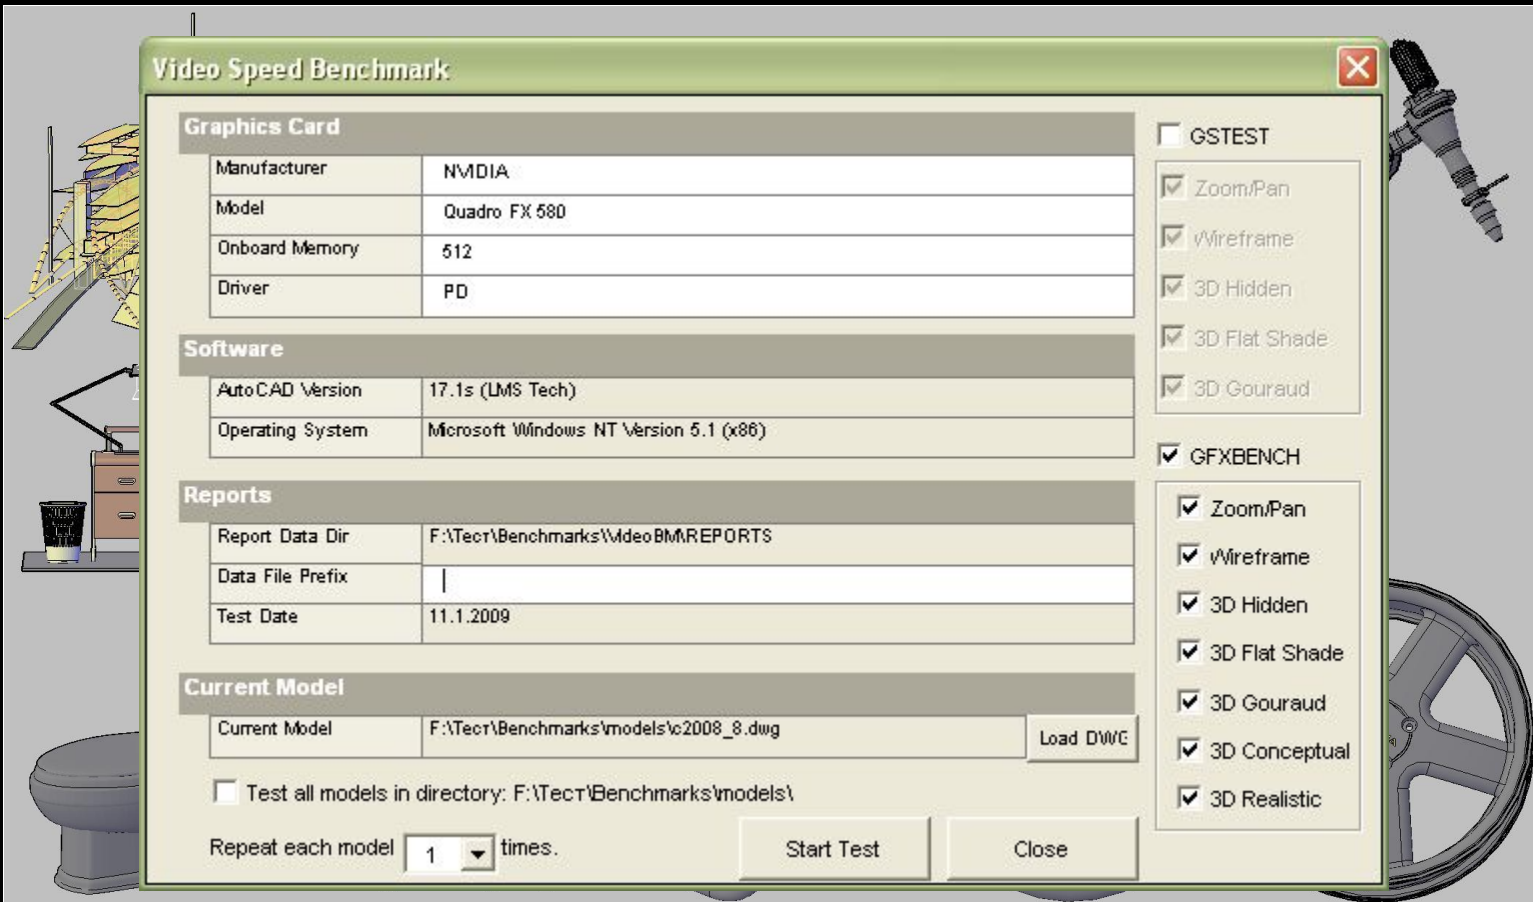 Video Speed Benchmark
Graphics Card
Manufacturer NVIDIA
Model Quadro FX 580
Onboard Memory 512
Driver PD
Software
AutoCAD Version 17.1s (LMS Tech)
Operating System Microsoft Windows NT Version 5.1 (x86)
Reports
Report Data Dir F:\Тест\Benchmarks\VideoBM\REPORTS
Data File Prefix
Test Date 11.1.2009
Current Model
Current Model F:\Тест\Benchmarks\models\c2008_8.dwg Load DWG
Test all models in directory: F:\Тест\Benchmarks\models\
Repeat each model 1 times.
Start Test Close
GSTEST
Zoom/Pan
Wireframe
3D Hidden
3D Flat Shade
3D Gouraud
GFXBENCH
Zoom/Pan
Wireframe
3D Hidden
3D Flat Shade
3D Gouraud
3D Conceptual
3D Realistic